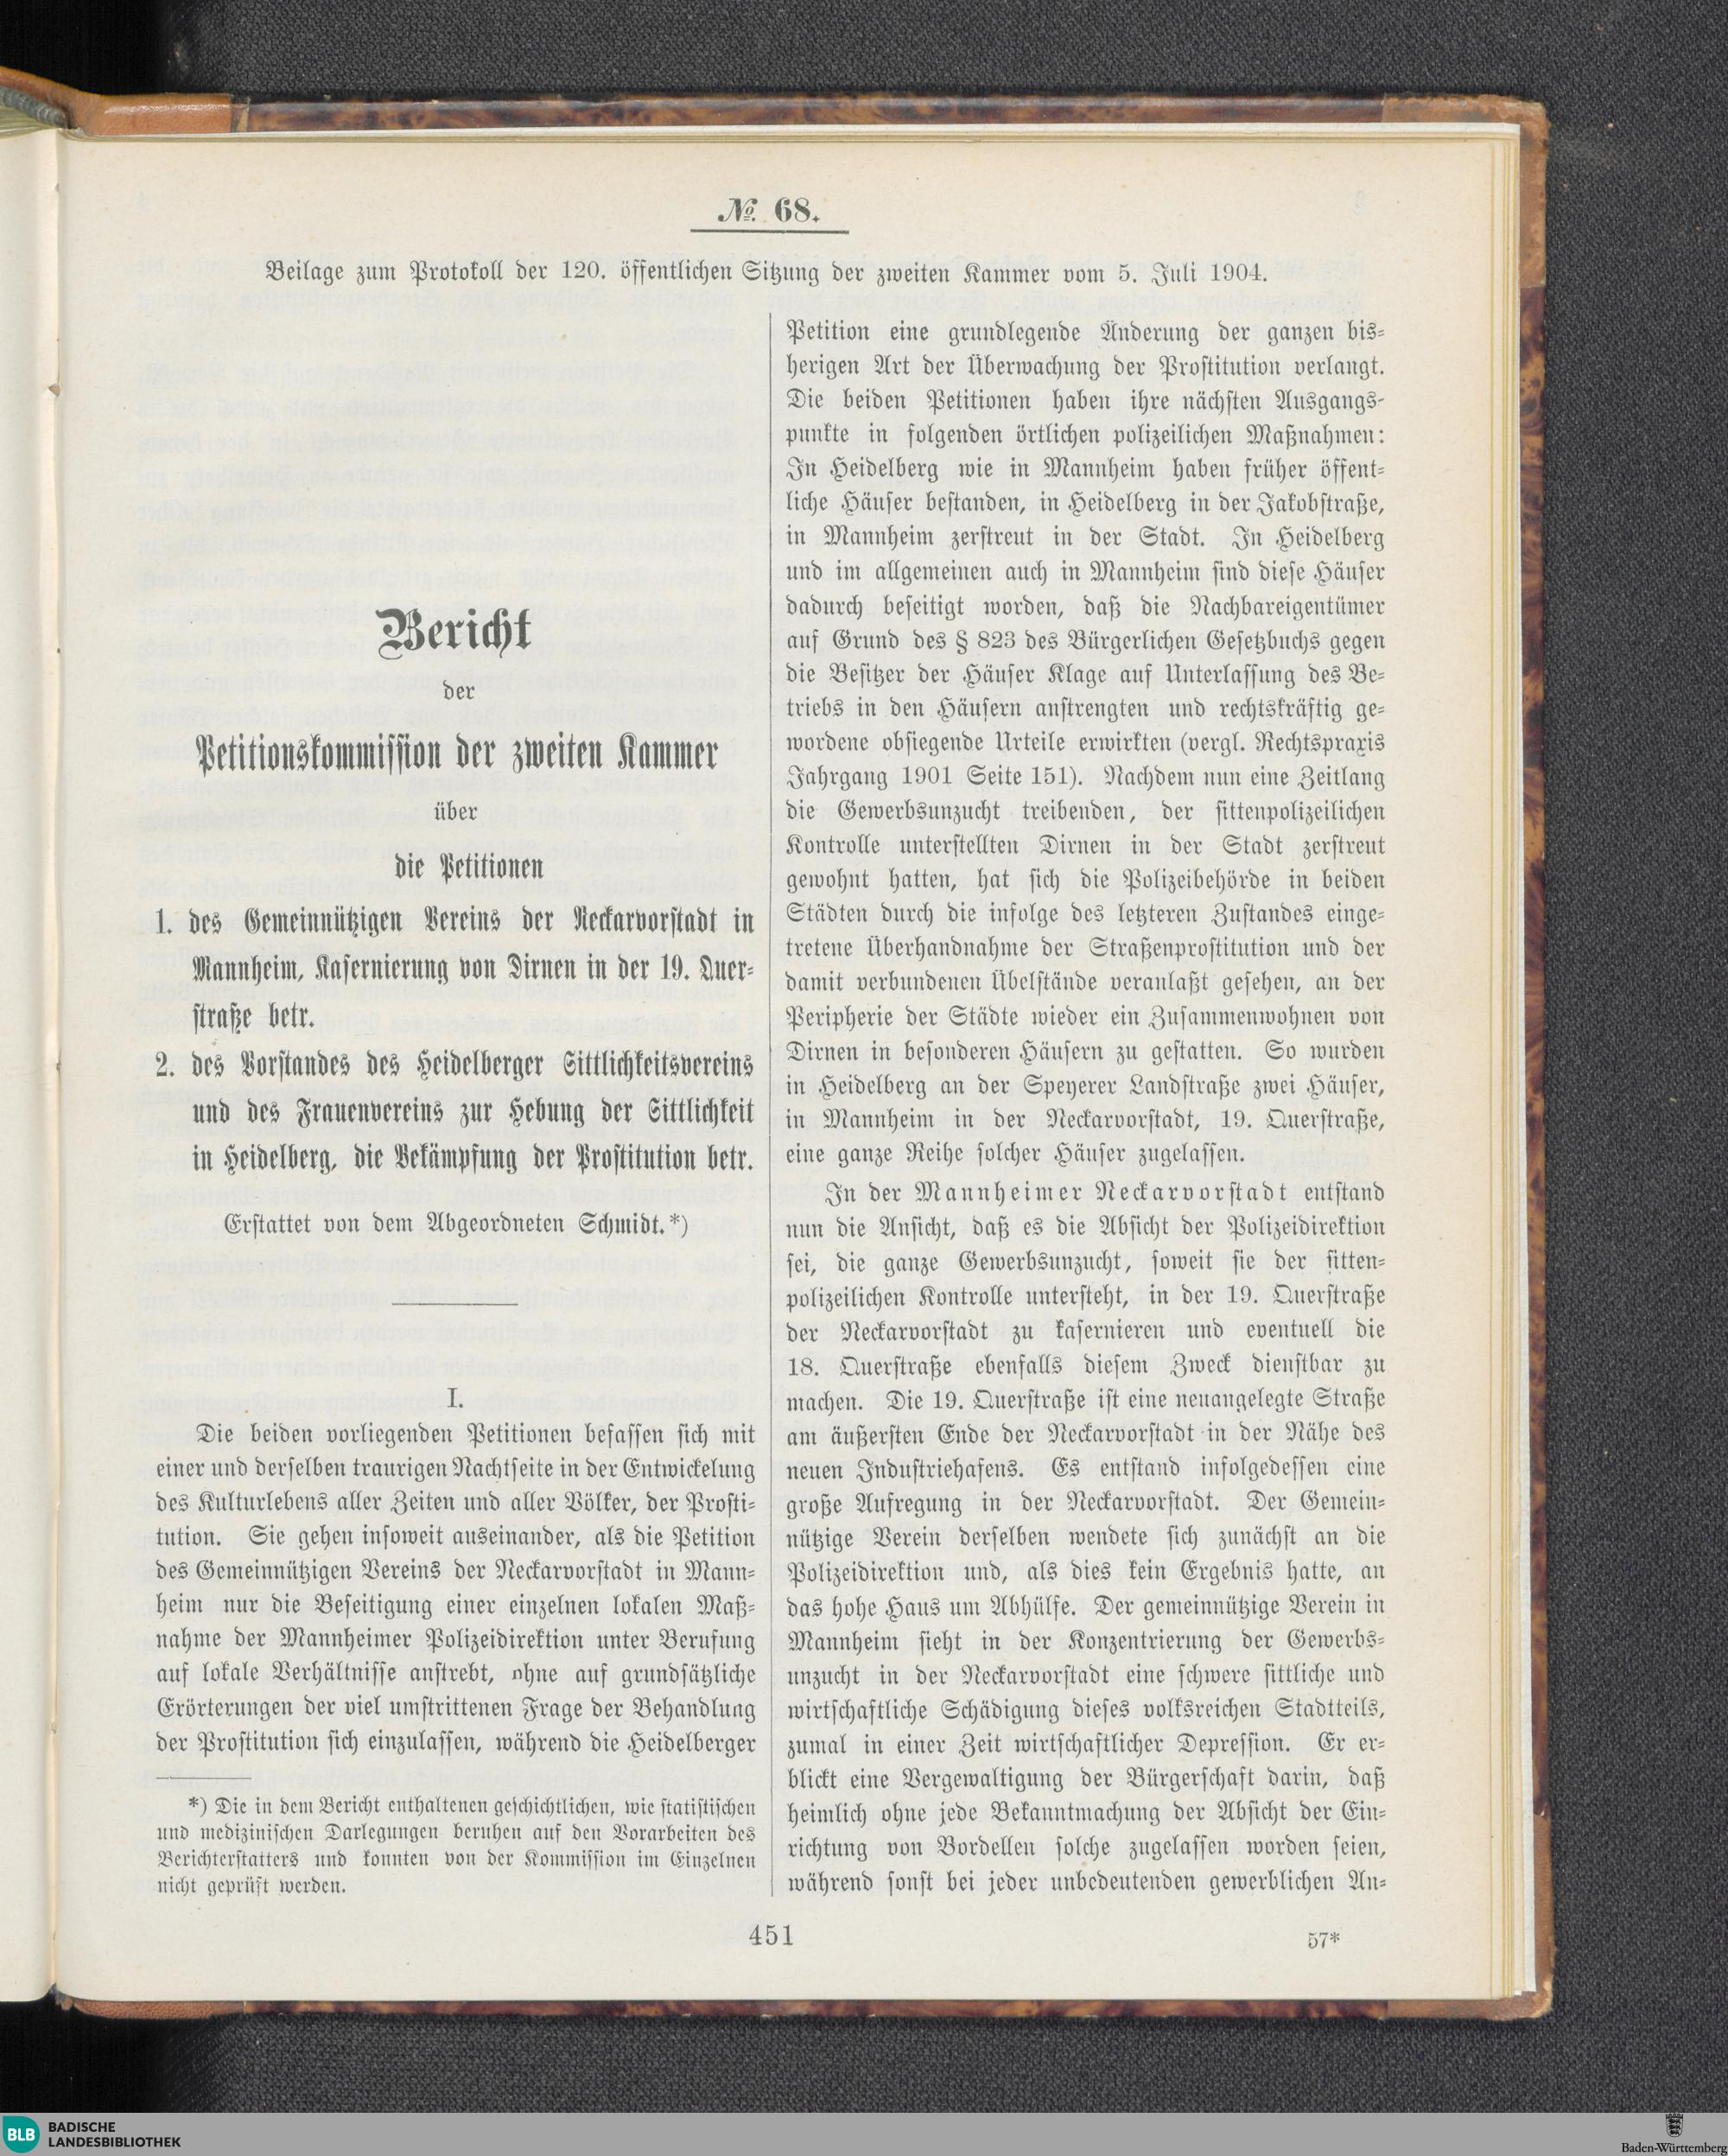 № 68.
Beilage zum Protokoll der 120. öffentlichen Sitzung der zweiten Kammer vom 5. Juli 1904.
Bericht
der
Petitionskommission der zweiten Kammer
über
die Petitionen
1. des Gemeinnützigen Vereins der Neckarvorstadt in
Mannheim, Kasernierung von Dirnen in der 19. Quer-
straße betr.
2. des Vorstandes des Heidelberger Sittlichkeitsvereins
und des Frauenvereins zur Hebung der Sittlichkeit
in Heidelberg, die Bekämpfung der Prostitution betr.
Erstattet von dem Abgeordneten Schmidt.*)
I.
Die beiden vorliegenden Petitionen befassen sich mit
einer und derselben traurigen Nachtseite in der Entwickelung
des Kulturlebens aller Zeiten und aller Völker, der Prosti-
tution. Sie gehen insoweit auseinander, als die Petition
des Gemeinnützigen Vereins der Neckarvorstadt in Mann-
heim nur die Beseitigung einer einzelnen lokalen Maß-
nahme der Mannheimer Polizeidirektion unter Berufung
auf lokale Verhältnisse anstrebt, ohne auf grundsätzliche
Erörterungen der viel umstrittenen Frage der Behandlung
der Prostitution sich einzulassen, während die Heidelberger
*) Die in dem Bericht enthaltenen geschichtlichen, wie statistischen
und medizinischen Darlegungen beruhen auf den Vorarbeiten des
Berichterstatters und konnten von der Kommission im Einzelnen
nicht geprüft werden.
Petition eine grundlegende Änderung der ganzen bis-
herigen Art der Überwachung der Prostitution verlangt.
Die beiden Petitionen haben ihre nächsten Ausgangs-
punkte in folgenden örtlichen polizeilichen Maßnahmen:
In Heidelberg wie in Mannheim haben früher öffent-
liche Häuser bestanden, in Heidelberg in der Jakobstraße,
in Mannheim zerstreut in der Stadt. In Heidelberg
und im allgemeinen auch in Mannheim sind diese Häuser
dadurch beseitigt worden, daß die Nachbareigentümer
auf Grund des § 823 des Bürgerlichen Gesetzbuchs gegen
die Besitzer der Häuser Klage auf Unterlassung des Be-
triebs in den Häusern anstrengten und rechtskräftig ge-
wordene obsiegende Urteile erwirkten (vergl. Rechtspraxis
Jahrgang 1901 Seite 151). Nachdem nun eine Zeitlang
die Gewerbsunzucht treibenden, der sittenpolizeilichen
Kontrolle unterstellten Dirnen in der Stadt zerstreut
gewohnt hatten, hat sich die Polizeibehörde in beiden
Städten durch die infolge des letzteren Zustandes einge-
tretene Überhandnahme der Straßenprostitution und der
damit verbundenen Übelstände veranlaßt gesehen, an der
Peripherie der Städte wieder ein Zusammenwohnen von
Dirnen in besonderen Häusern zu gestatten. So wurden
in Heidelberg an der Speyerer Landstraße zwei Häuser,
in Mannheim in der Neckarvorstadt, 19. Querstraße,
eine ganze Reihe solcher Häuser zugelassen.
In der Mannheimer Neckarvorstadt entstand
nun die Ansicht, daß es die Absicht der Polizeidirektion
sei, die ganze Gewerbsunzucht, soweit sie der sitten-
polizeilichen Kontrolle untersteht, in der 19. Querstraße
der Neckarvorstadt zu kasernieren und eventuell die
18. Querstraße ebenfalls diesem Zweck dienstbar zu
machen. Die 19. Querstraße ist eine neuangelegte Straße
am äußersten Ende der Neckarvorstadt in der Nähe des
neuen Industriehafens. Es entstand infolgedessen eine
große Aufregung in der Neckarvorstadt. Der Gemein-
nützige Verein derselben wendete sich zunächst an die
Polizeidirektion und, als dies kein Ergebnis hatte, an
das hohe Haus um Abhülfe. Der gemeinnützige Verein in
Mannheim sieht in der Konzentrierung der Gewerbs-
unzucht in der Neckarvorstadt eine schwere sittliche und
wirtschaftliche Schädigung dieses volksreichen Stadtteils,
zumal in einer Zeit wirtschaftlicher Depression. Er er-
blickt eine Vergewaltigung der Bürgerschaft darin, daß
heimlich ohne jede Bekanntmachung der Absicht der Ein-
richtung von Bordellen solche zugelassen worden seien,
während sonst bei jeder unbedeutenden gewerblichen An-
451
57*
BLB BADISCHE
LANDESBIBLIOTHEK
Baden-Württemberg